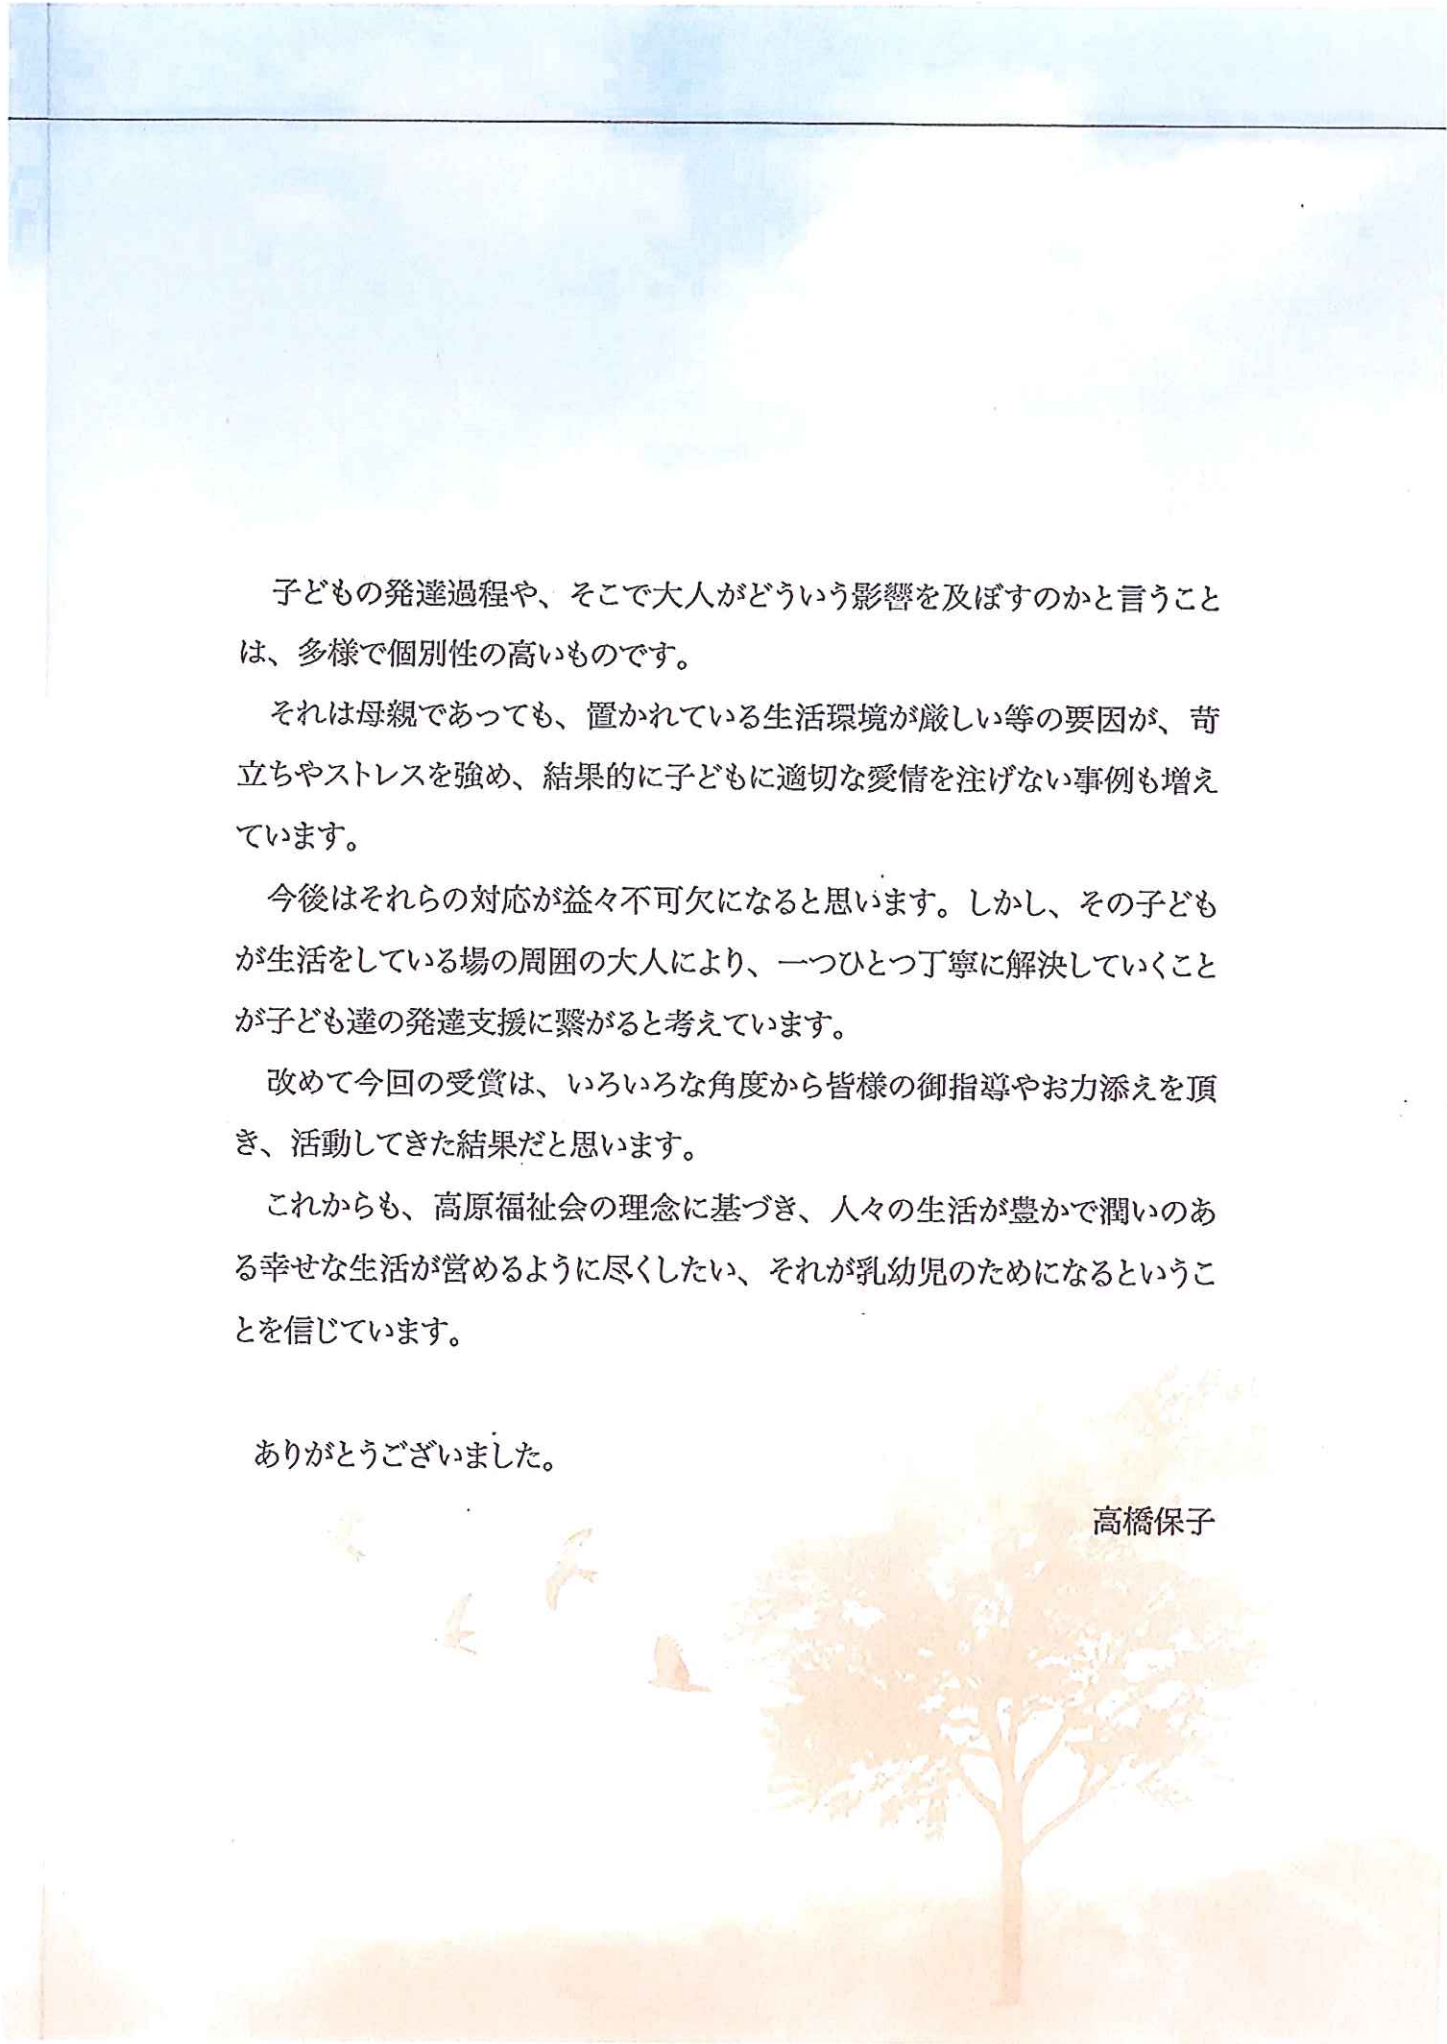 子どもの発達過程や、そこで大人がどういう影響を及ぼすのかと言うこと
は、多様で個別性の高いものです。
それは母親であっても、置かれている生活環境が厳しい等の要因が、苛
立ちやストレスを強め、結果的に子どもに適切な愛情を注げない事例も増え
ています。
今後はそれらの対応が益々不可欠になると思います。しかし、その子ども
が生活をしている場の周囲の大人により、一つひとつ丁寧に解決していくこと
が子ども達の発達支援に繋がると考えています。
改めて今回の受賞は、いろいろな角度から皆様の御指導やお力添えを頂
き、活動してきた結果だと思います。
これからも、高原福祉会の理念に基づき、人々の生活が豊かで潤いのあ
る幸せな生活が営めるように尽くしたい、それが乳幼児のためになるというこ
とを信じています。
ありがとうございました。
高橋保子